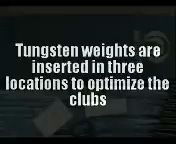 Tungsten weights are
inserted in three
locations to optimize the
clubs